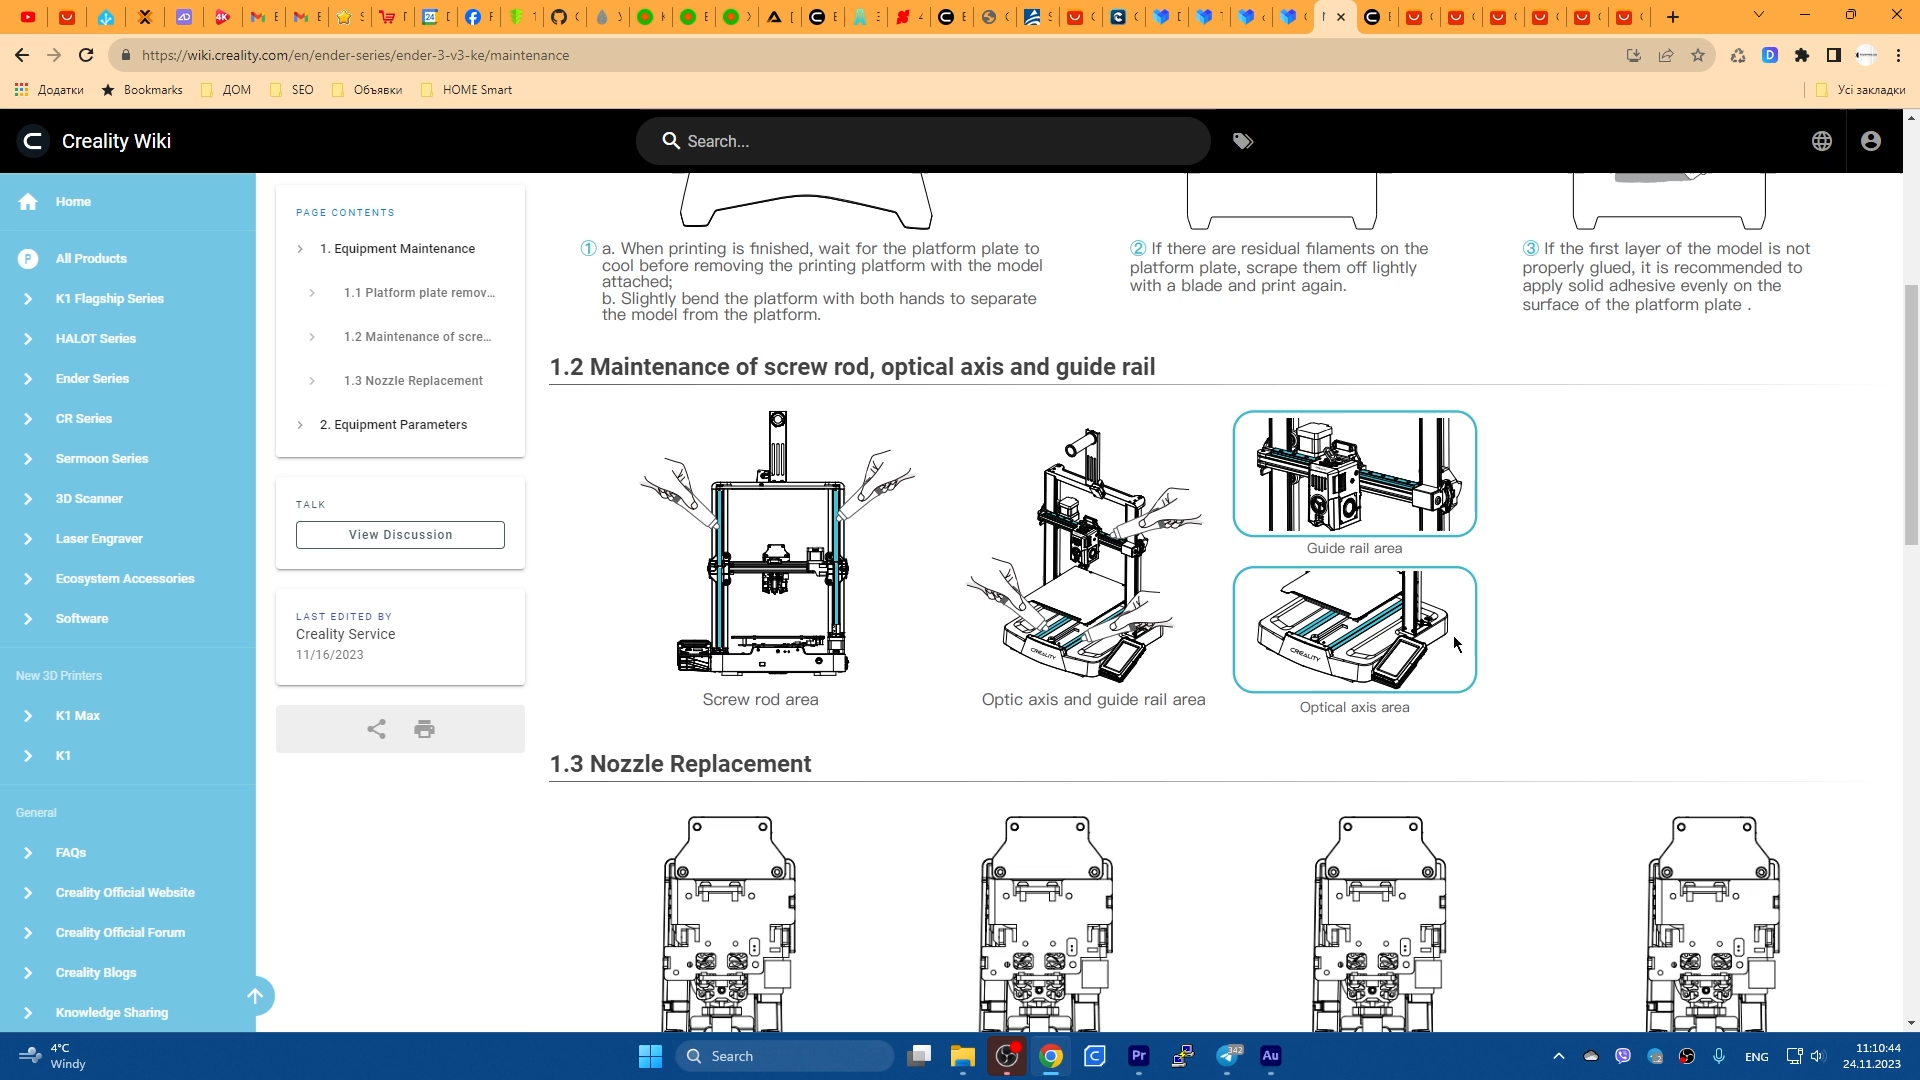 https://wiki.creality.com/en/ender-series/ender-3-v3-ke/maintenance
Додатки
Bookmarks
ДОМ
SEO
Объявки
HOME Smart
Усі закладки
Creality Wiki
Search...
Home
All Products
K1 Flagship Series
HALOT Series
Ender Series
CR Series
Sermoon Series
3D Scanner
Laser Engraver
Ecosystem Accessories
Software
New 3D Printers
K1 Max
K1
General
FAQs
Creality Official Website
Creality Official Forum
Creality Blogs
Knowledge Sharing
PAGE CONTENTS
1. Equipment Maintenance
1.1 Platform plate remov...
1.2 Maintenance of scre...
1.3 Nozzle Replacement
2. Equipment Parameters
TALK
View Discussion
LAST EDITED BY
Creality Service
11/16/2023
① a. When printing is finished, wait for the platform plate to
cool before removing the printing platform with the model
attached;
b. Slightly bend the platform with both hands to separate
the model from the platform.
② If there are residual filaments on the
platform plate, scrape them off lightly
with a blade and print again.
③ If the first layer of the model is not
properly glued, it is recommended to
apply solid adhesive evenly on the
surface of the platform plate .
1.2 Maintenance of screw rod, optical axis and guide rail
Screw rod area
CREALITY
Optic axis and guide rail area
Guide rail area
CREALITY
Optical axis area
1.3 Nozzle Replacement
4°C
Windy
Search
342
ENG
11:10:44
24.11.2023